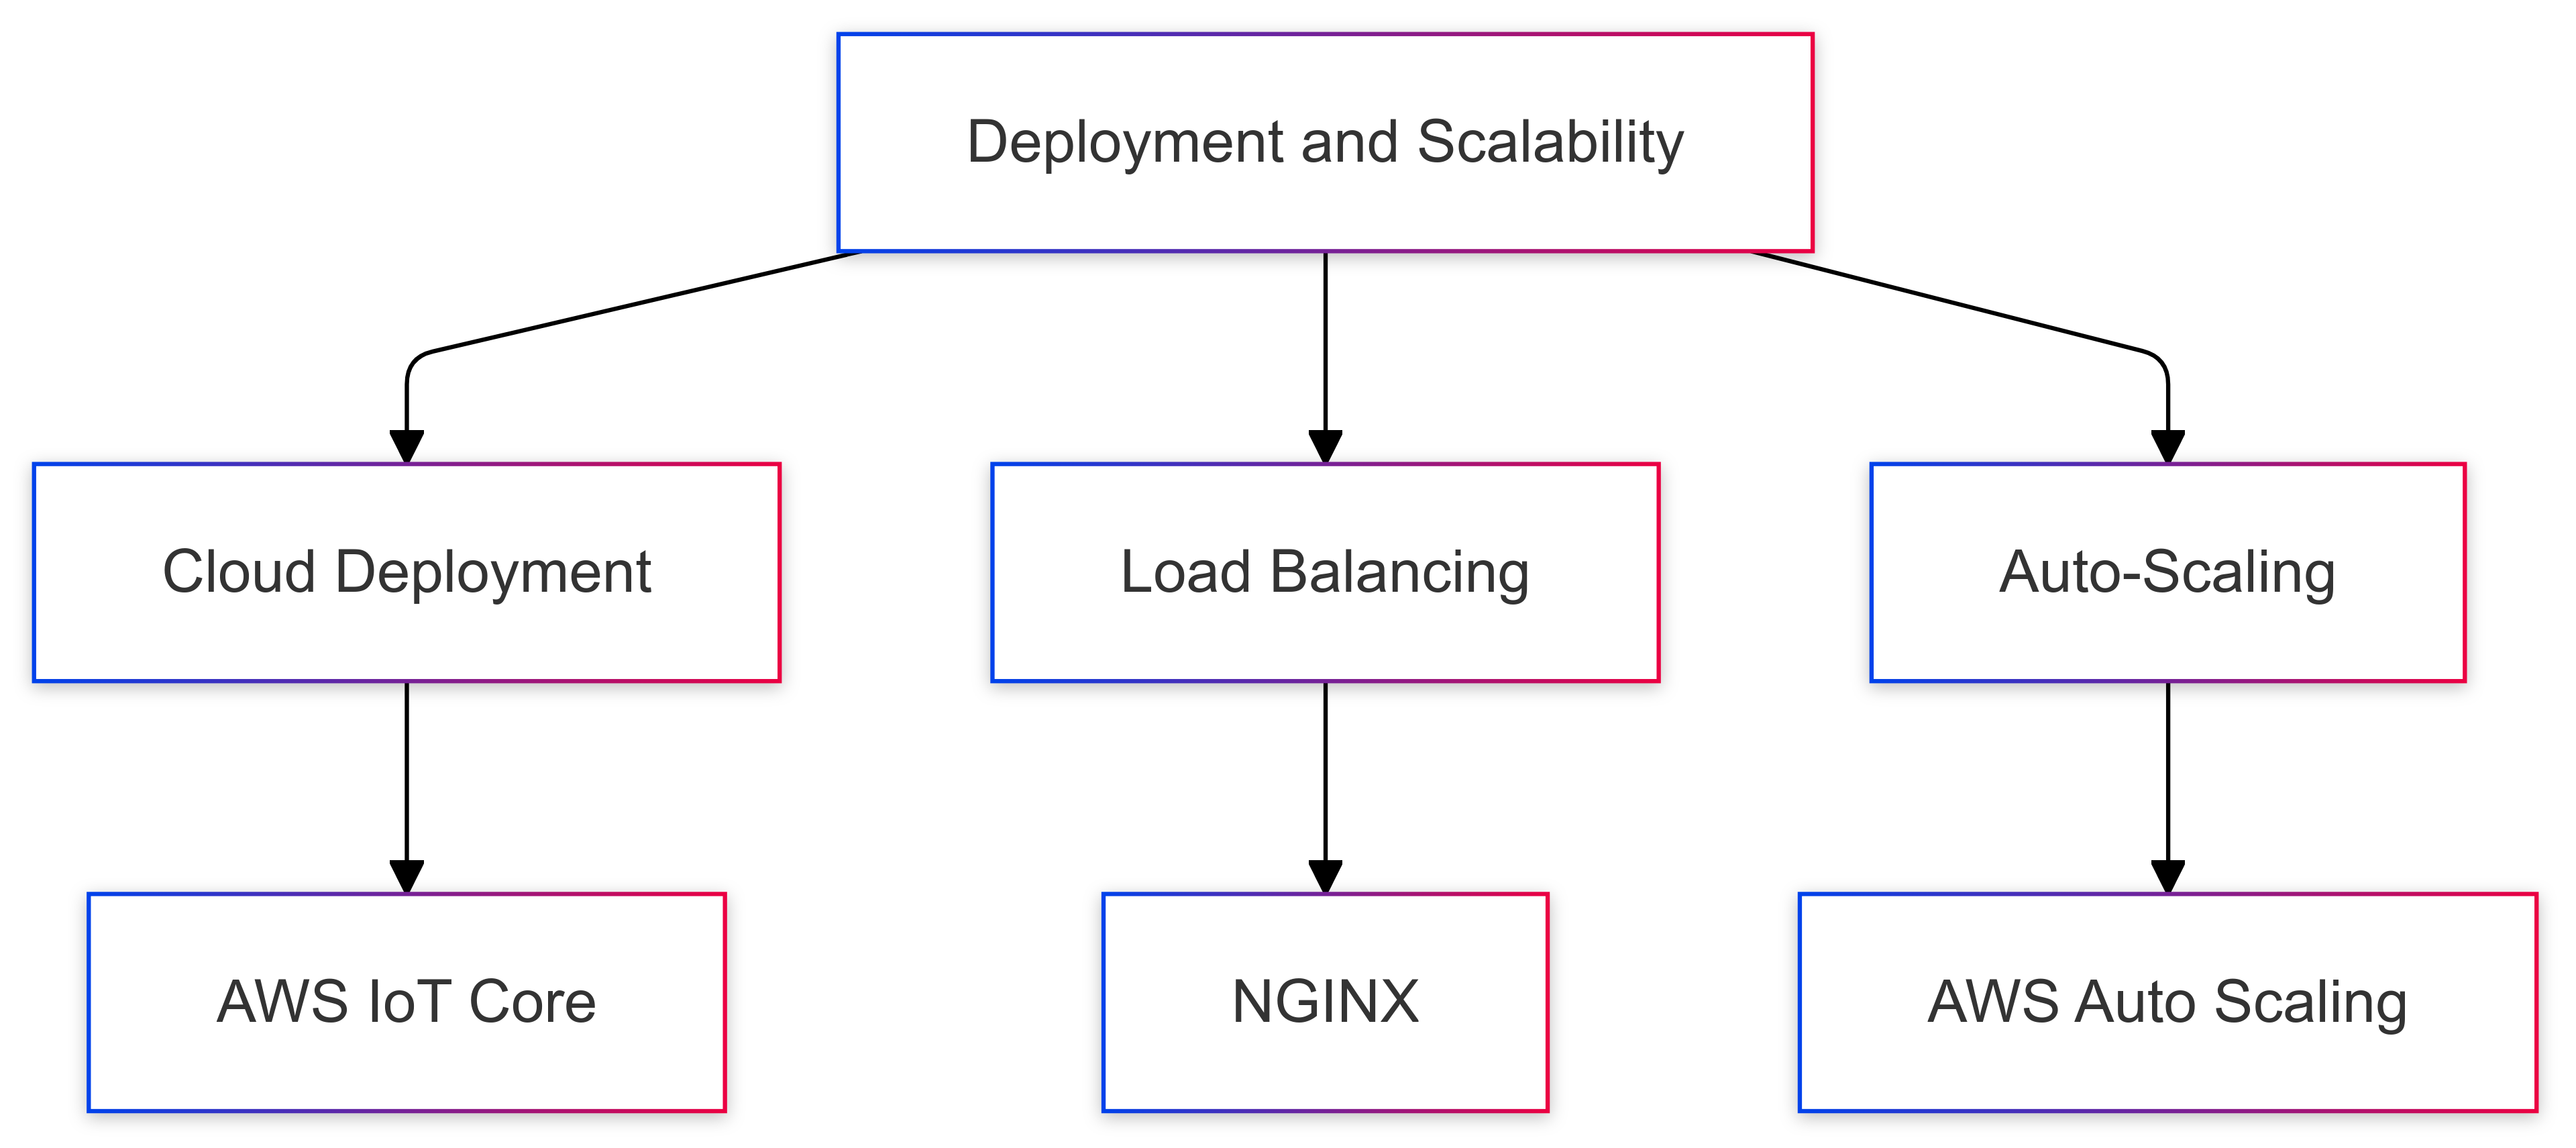 Deployment and Scalability
Cloud Deployment
Load Balancing
Auto-Scaling
AWS IoT Core
NGINX
AWS Auto Scaling